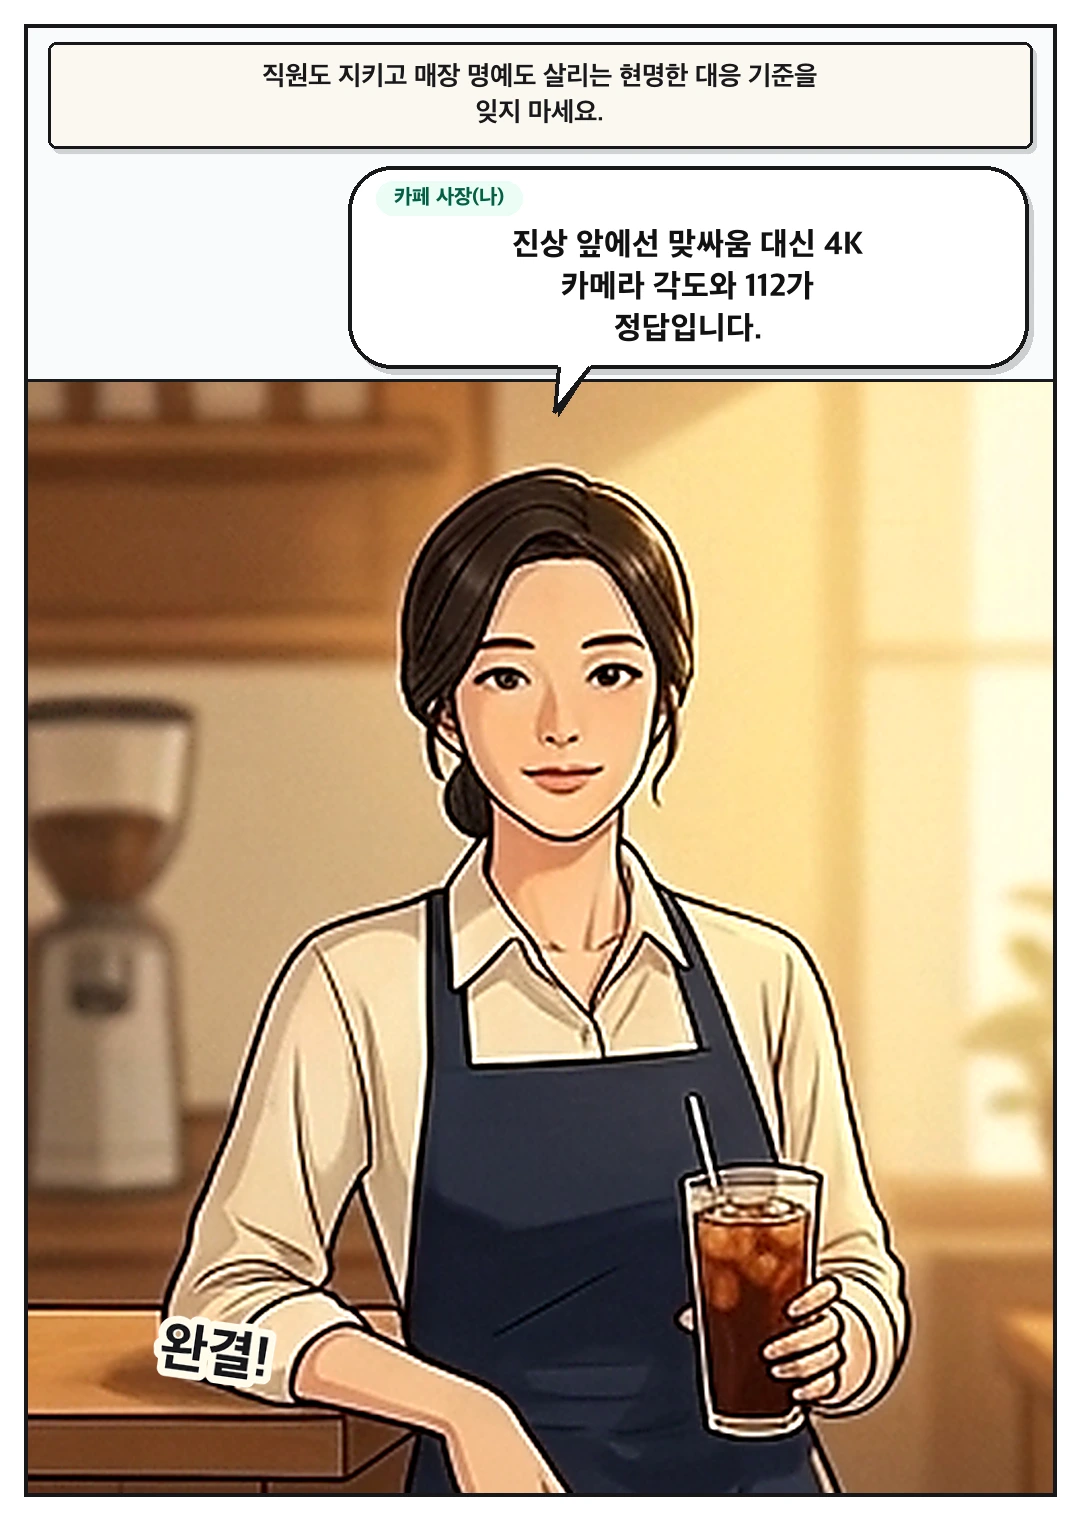 직원도 지키고 매장 명예도 살리는 현명한 대응 기준을
잊지 마세요.
카페 사장(나)
진상 앞에선 맞싸움 대신 4K
카메라 각도와 112가
정답입니다.
완결!